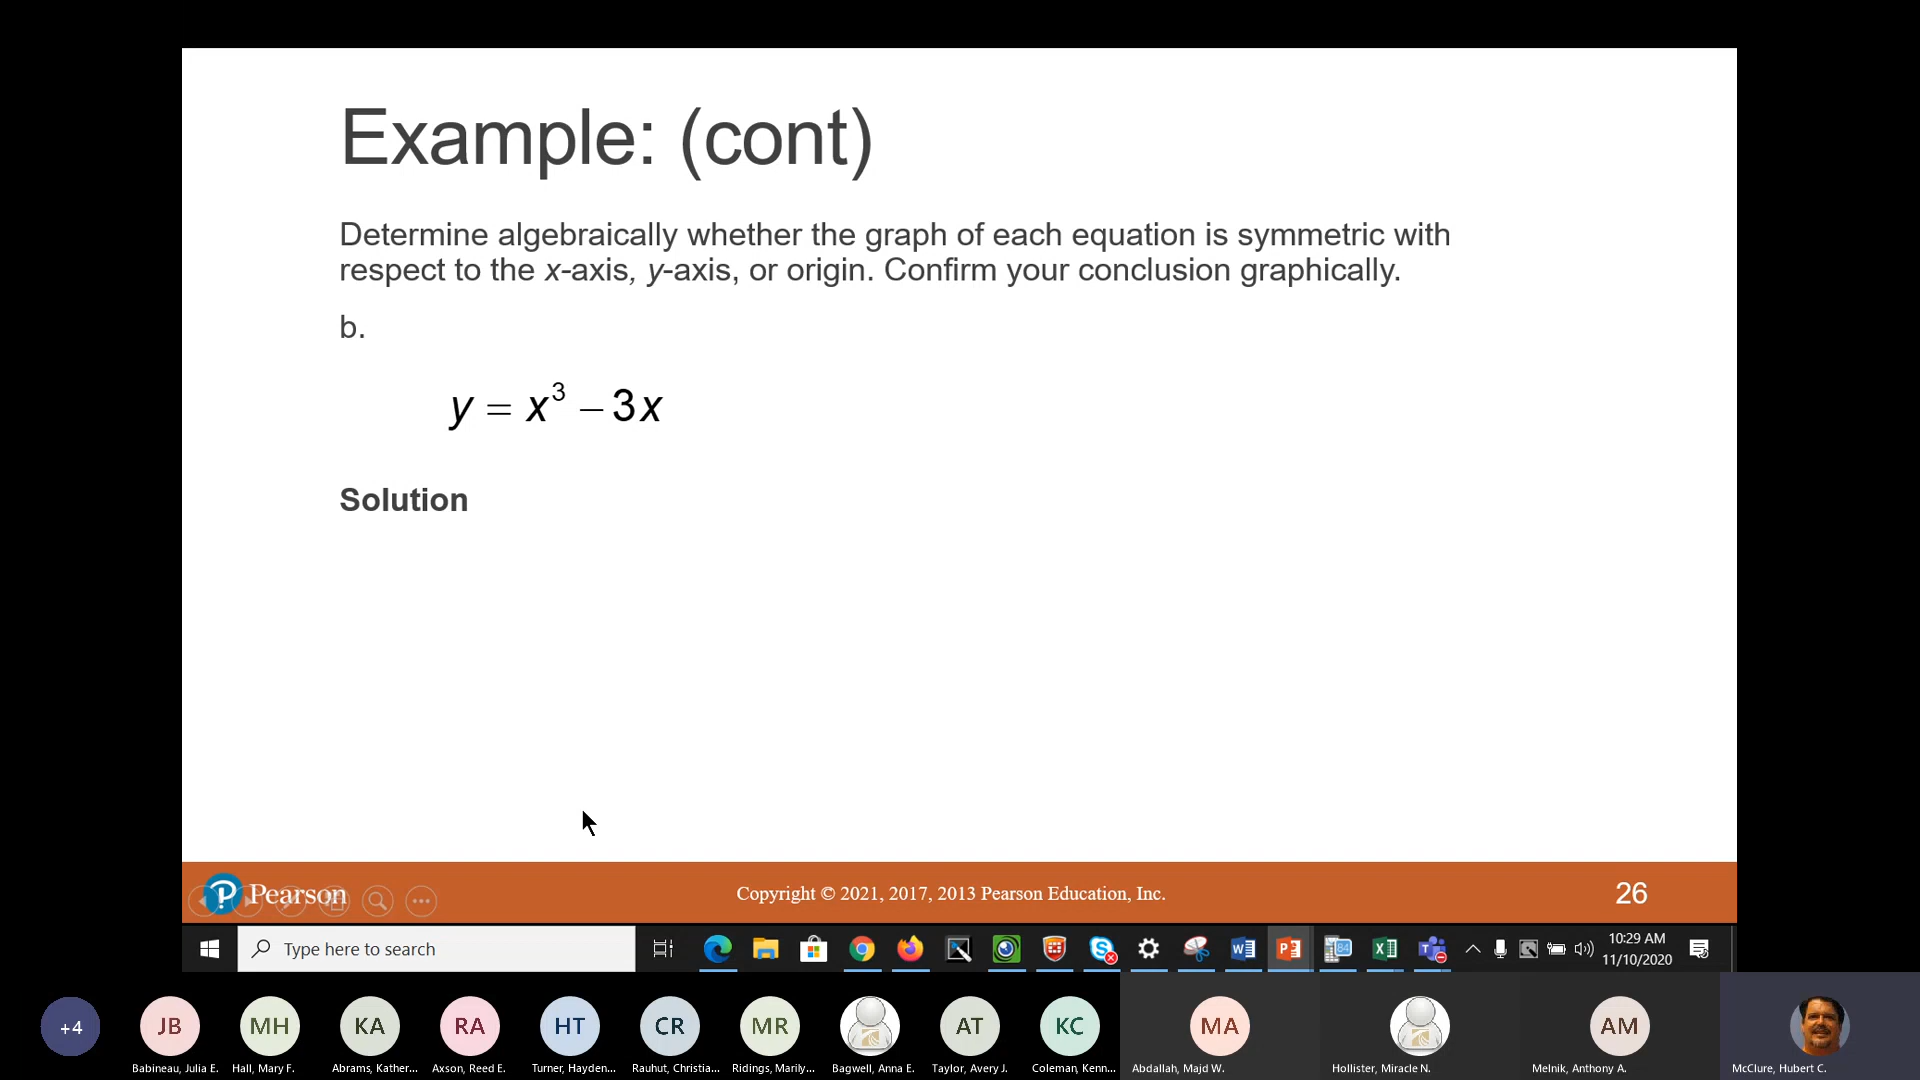 Example: (cont)
Determine algebraically whether the graph of each equation is symmetric with
respect to the x-axis, y-axis, or origin. Confirm your conclusion graphically.
b.
y = x³ – 3x
Solution
Pearson
Copyright © 2021, 2017, 2013 Pearson Education, Inc.
26
Type here to search
10:29 AM
11/10/2020
+4
JB
MH
KA
RA
HT
CR
MR
AT
KC
MA
AM
Babineau, Julia E.
Hall, Mary F.
Abrams, Kather...
Axson, Reed E.
Turner, Hayden...
Rauhut, Christia...
Ridings, Marily...
Bagwell, Anna E.
Taylor, Avery J.
Coleman, Kenn...
Abdallah, Majd W.
Hollister, Miracle N.
Melnik, Anthony A.
McClure, Hubert C.